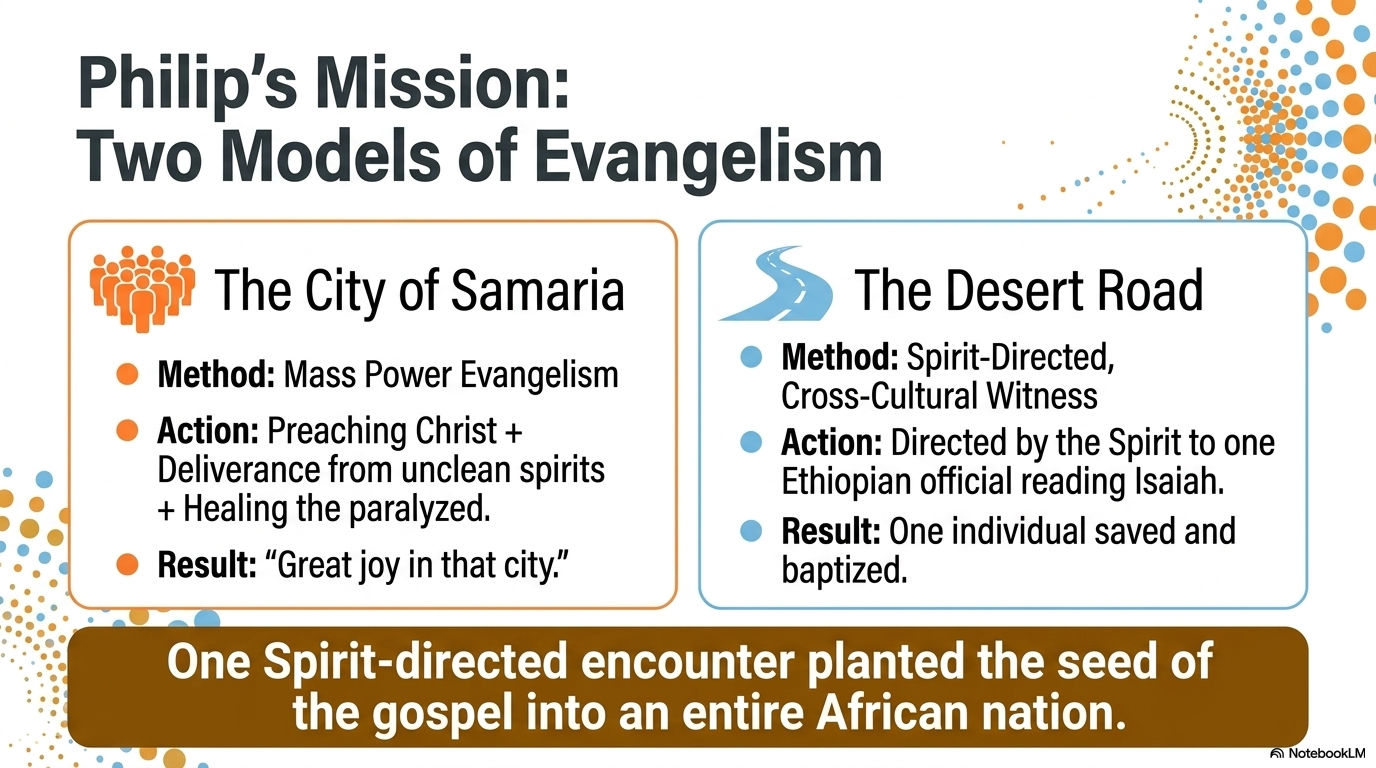 Philip’s Mission:
Two Models of Evangelism
The City of Samaria
Method: Mass Power Evangelism
Action: Preaching Christ +
Deliverance from unclean spirits
+ Healing the paralyzed.
Result: “Great joy in that city.”
The Desert Road
Method: Spirit-Directed,
Cross-Cultural Witness
Action: Directed by the Spirit to one
Ethiopian official reading Isaiah.
Result: One individual saved and
baptized.
One Spirit-directed encounter planted the seed of
the gospel into an entire African nation.
NotebookLM